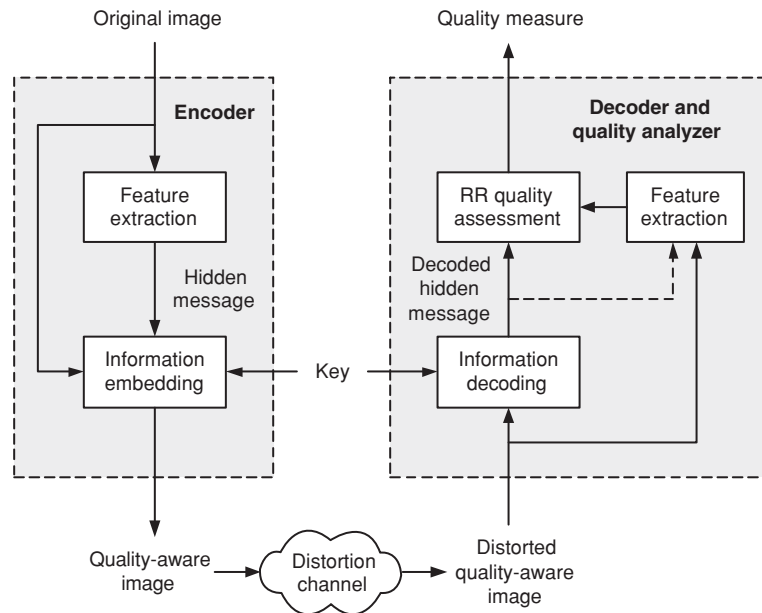 Original image
Quality measure
Encoder
Decoder and
quality analyzer
Feature
extraction
RR quality
assessment
Feature
extraction
Hidden
message
Decoded
hidden
message
Information
embedding
Key
Information
decoding
Quality-aware
image
Distortion
channel
Distorted
quality-aware
image